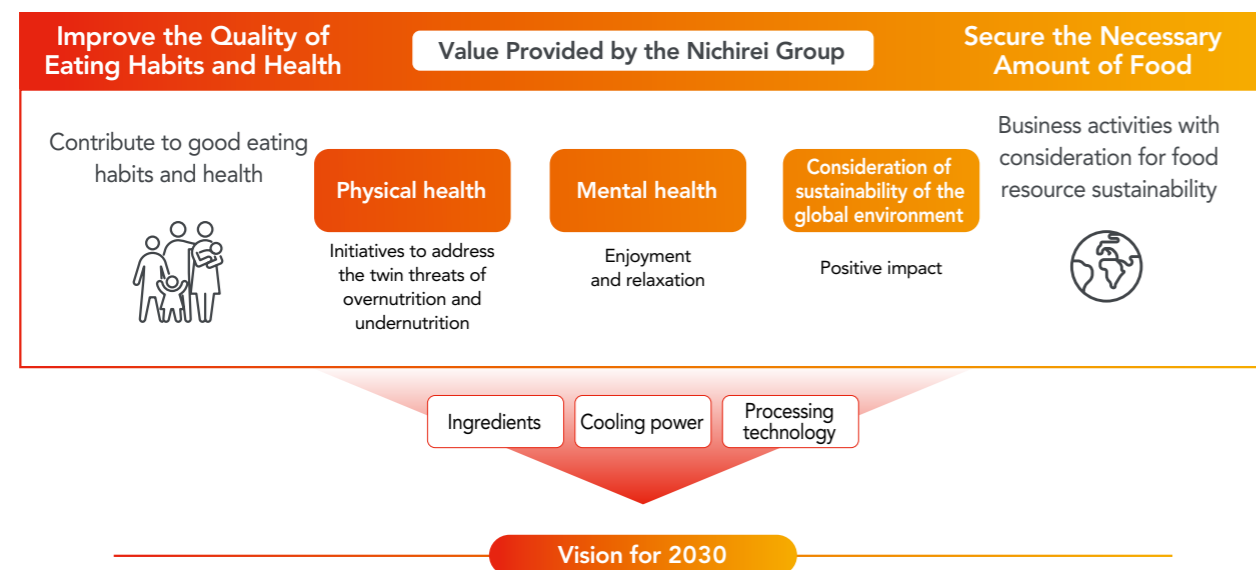 Improve the Quality of
Eating Habits and Health
Value Provided by the Nichirei Group
Secure the Necessary
Amount of Food
Contribute to good eating
habits and health
Physical health
Initiatives to address
the twin threats of
overnutrition and
undernutrition
Mental health
Enjoyment
and relaxation
Consideration of
sustainability of the
global environment
Positive impact
Business activities with
consideration for food
resource sustainability
Ingredients
Cooling power
Processing
technology
Vision for 2030